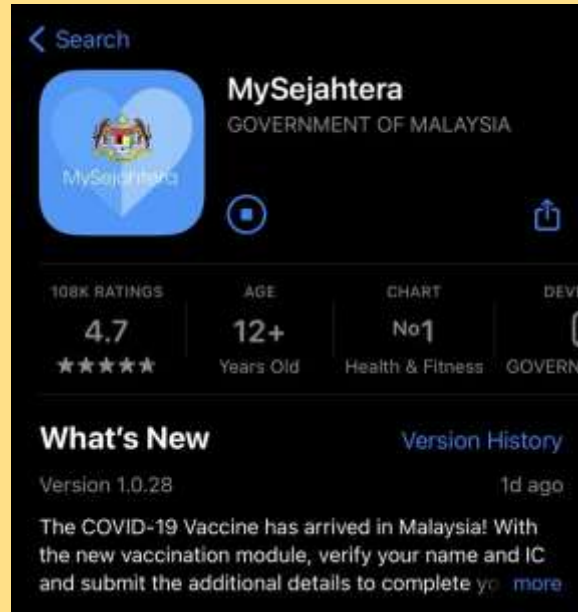 Search
MySejahtera
GOVERNMENT OF MALAYSIA
MySejahtera
108K RATINGS
AGE
CHART
4.7
12+
No1
Years Old
Health & Fitness
What's New
Version History
Version 1.0.28
1d ago
The COVID-19 Vaccine has arrived in Malaysia! With
the new vaccination module, verify your name and IC
and submit the additional details to complete more